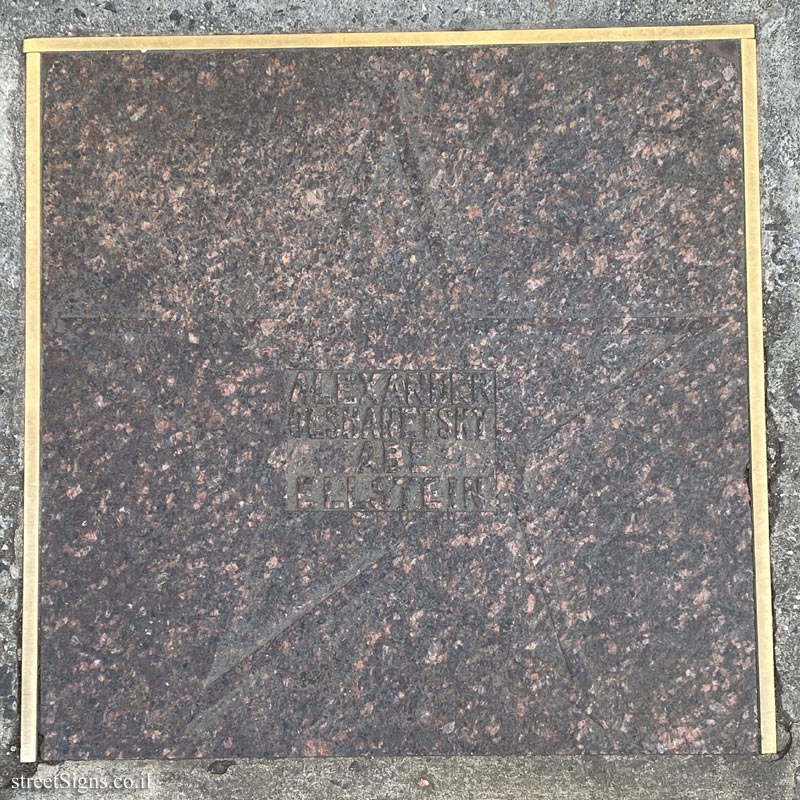 ALEXANDER
OLSHANETSKY
ABE
ELLSTEIN
streetSigns.co.il